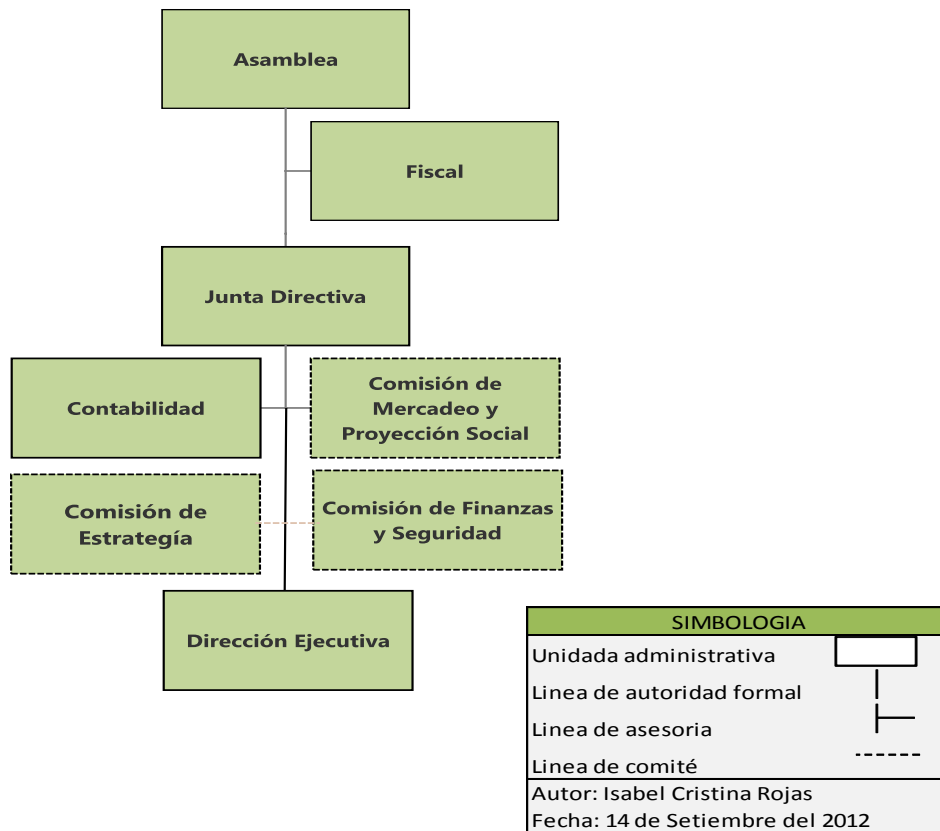 Asamblea
Fiscal
Junta Directiva
Contabilidad
Comisión de
Mercadeo y
Proyección Social
Comisión de
Estrategía
Comisión de Finanzas
y Seguridad
Dirección Ejecutiva
SIMBOLOGIA
Unidada administrativa
Linea de autoridad formal
Linea de asesoria
Linea de comité
Autor: Isabel Cristina Rojas
Fecha: 14 de Setiembre del 2012